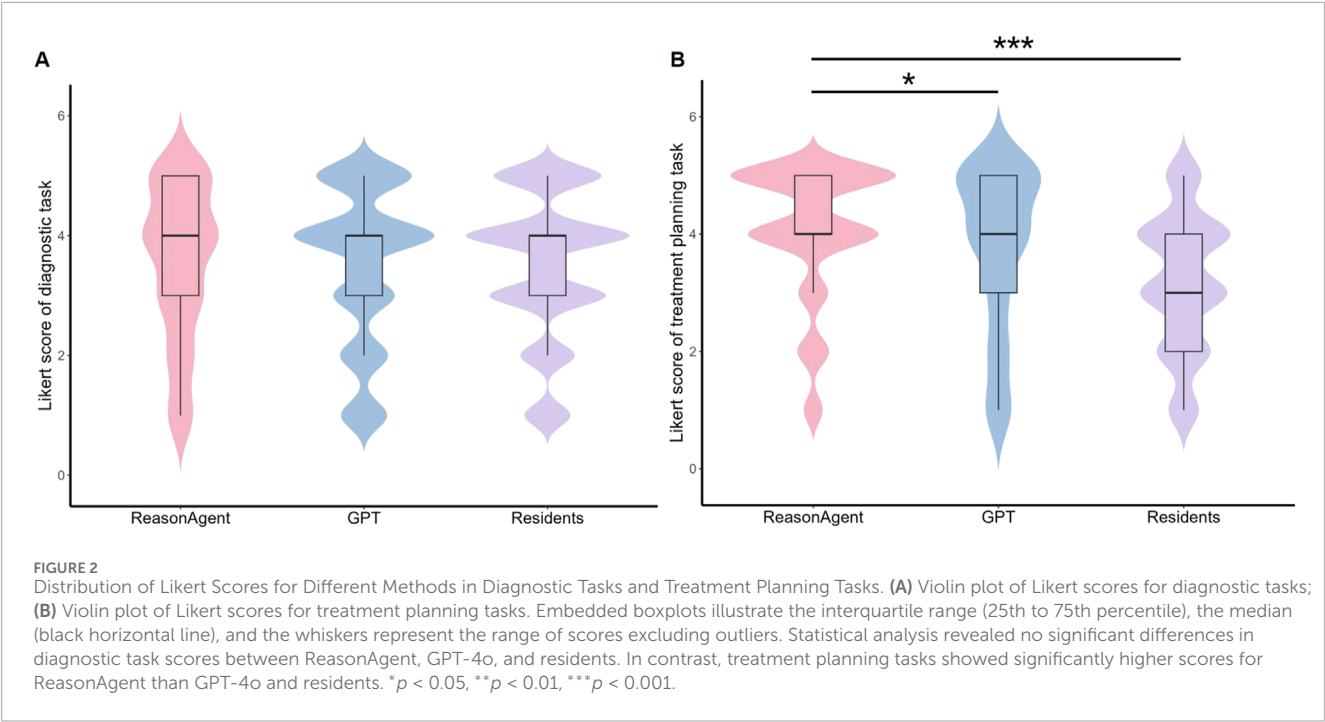 A
Likert score of diagnostic task
6
4
2
0
ReasonAgent GPT Residents
B
***
*
Likert score of treatment planning task
6
4
2
0
ReasonAgent GPT Residents
FIGURE 2
Distribution of Likert Scores for Different Methods in Diagnostic Tasks and Treatment Planning Tasks. (A) Violin plot of Likert scores for diagnostic tasks;
(B) Violin plot of Likert scores for treatment planning tasks. Embedded boxplots illustrate the interquartile range (25th to 75th percentile), the median
(black horizontal line), and the whiskers represent the range of scores excluding outliers. Statistical analysis revealed no significant differences in
diagnostic task scores between ReasonAgent, GPT-4o, and residents. In contrast, treatment planning tasks showed significantly higher scores for
ReasonAgent than GPT-4o and residents. *p < 0.05, **p < 0.01, ***p < 0.001.